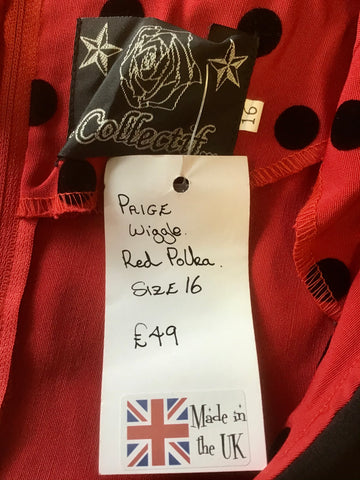 Collectif
16
PAIGE
Wiggle.
Red Polka.
SIZE 16
£49
Made in
the UK